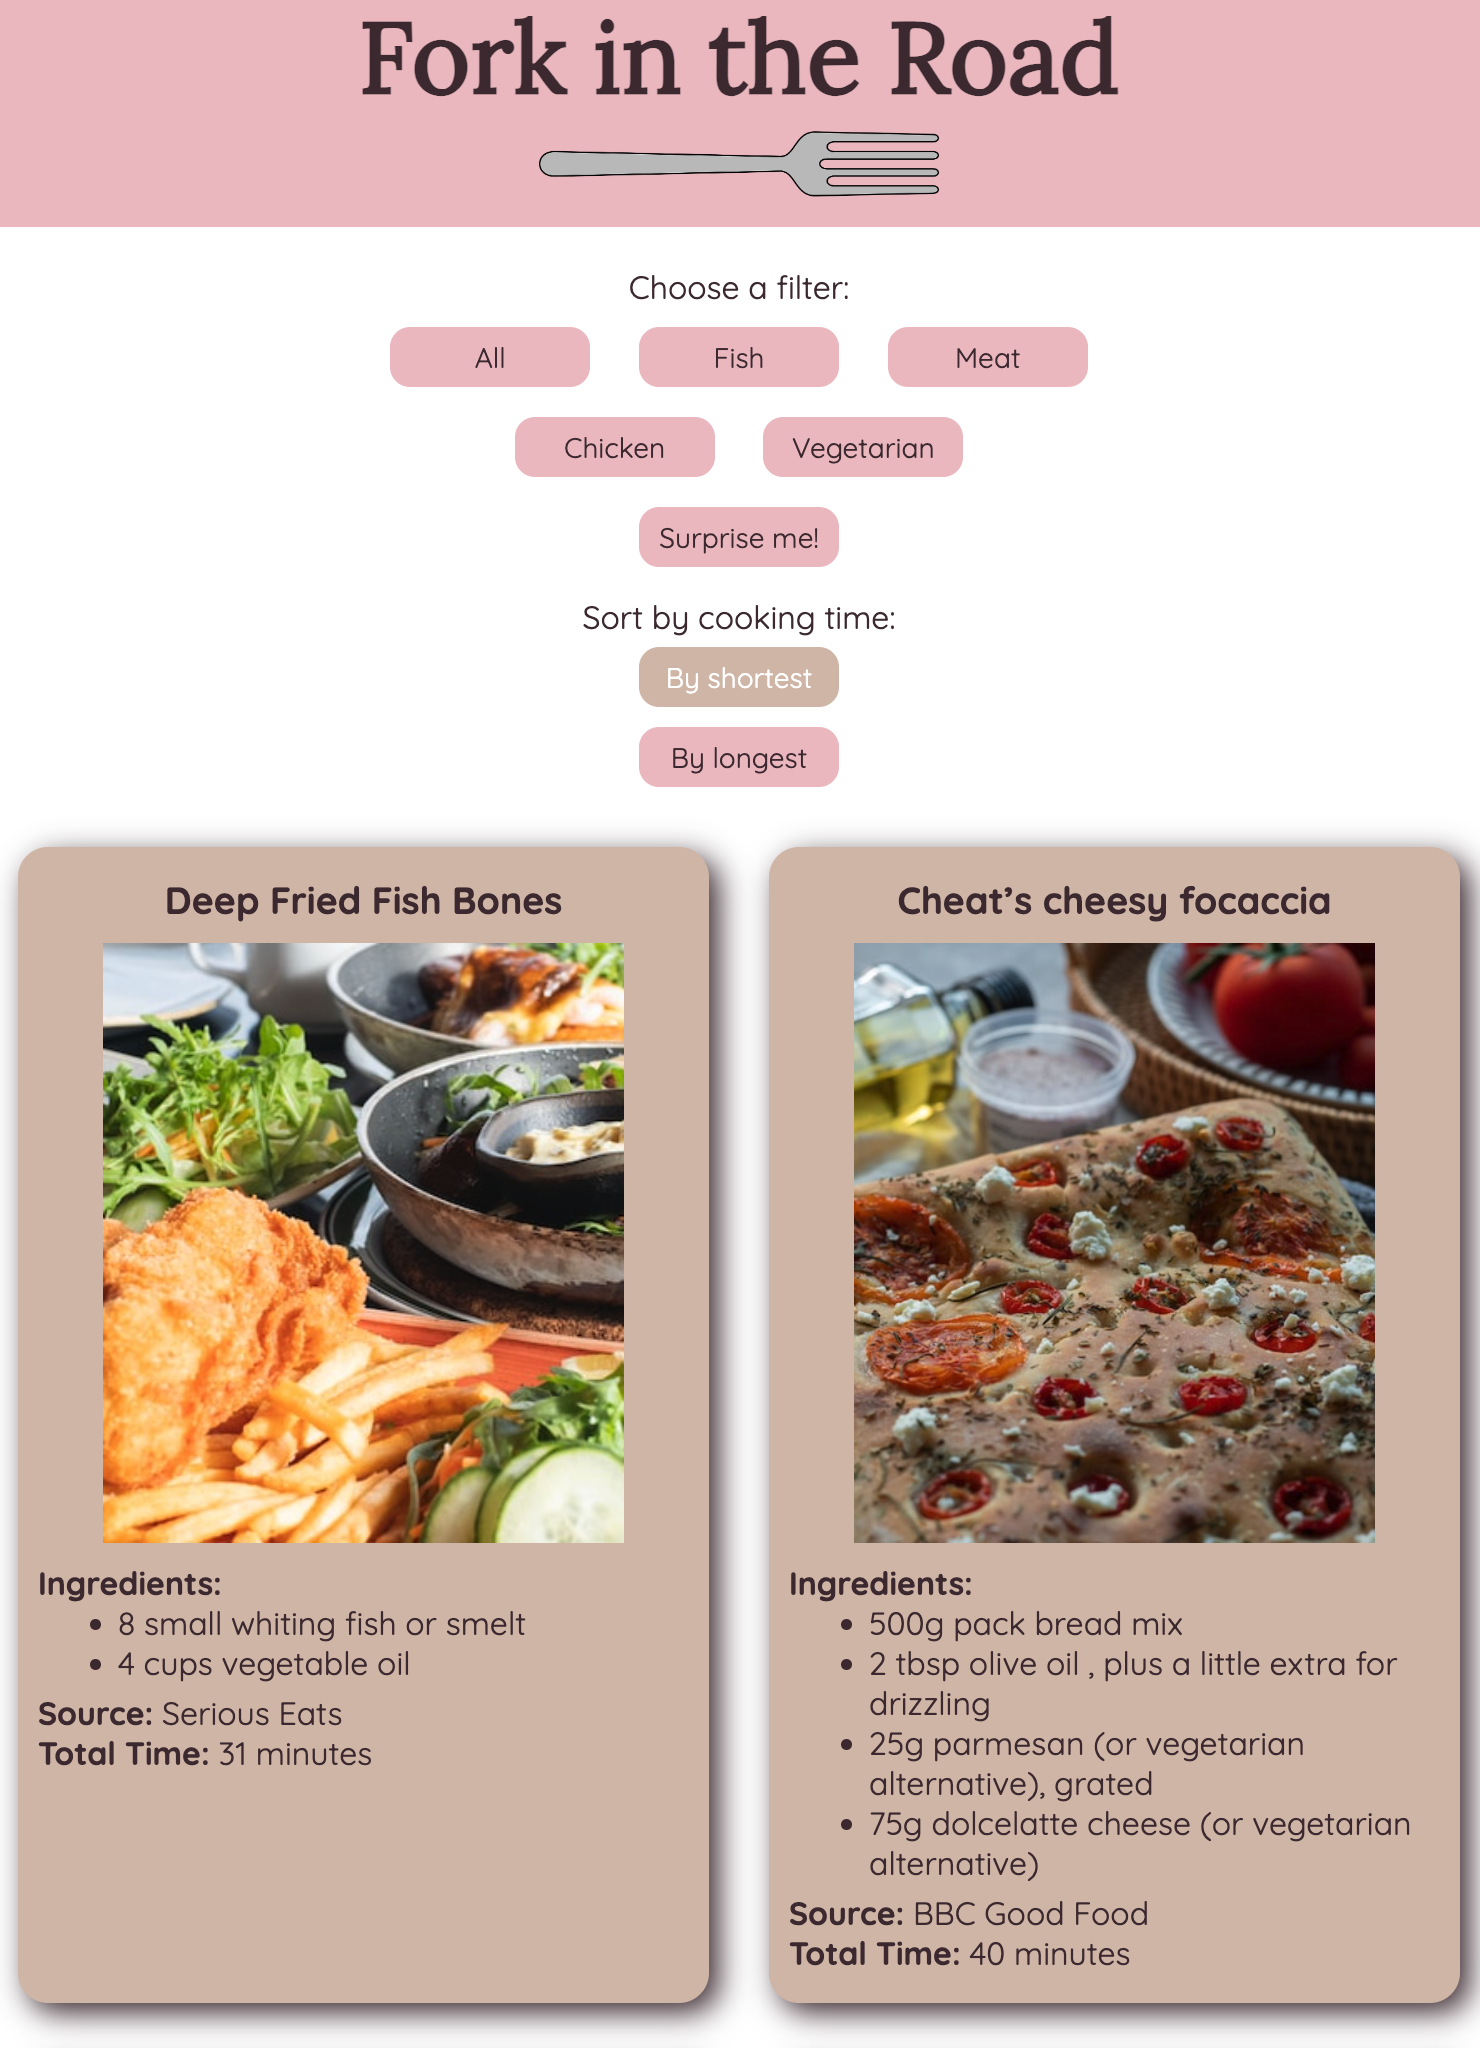 Fork in the Road
Choose a filter:
All
Fish
Meat
Chicken
Vegetarian
Surprise me!
Sort by cooking time:
By shortest
By longest
Deep Fried Fish Bones
Ingredients:
8 small whiting fish or smelt
4 cups vegetable oil
Source: Serious Eats
Total Time: 31 minutes
Cheat’s cheesy focaccia
Ingredients:
500g pack bread mix
2 tbsp olive oil , plus a little extra for
drizzling
25g parmesan (or vegetarian
alternative), grated
75g dolcelatte cheese (or vegetarian
alternative)
Source: BBC Good Food
Total Time: 40 minutes